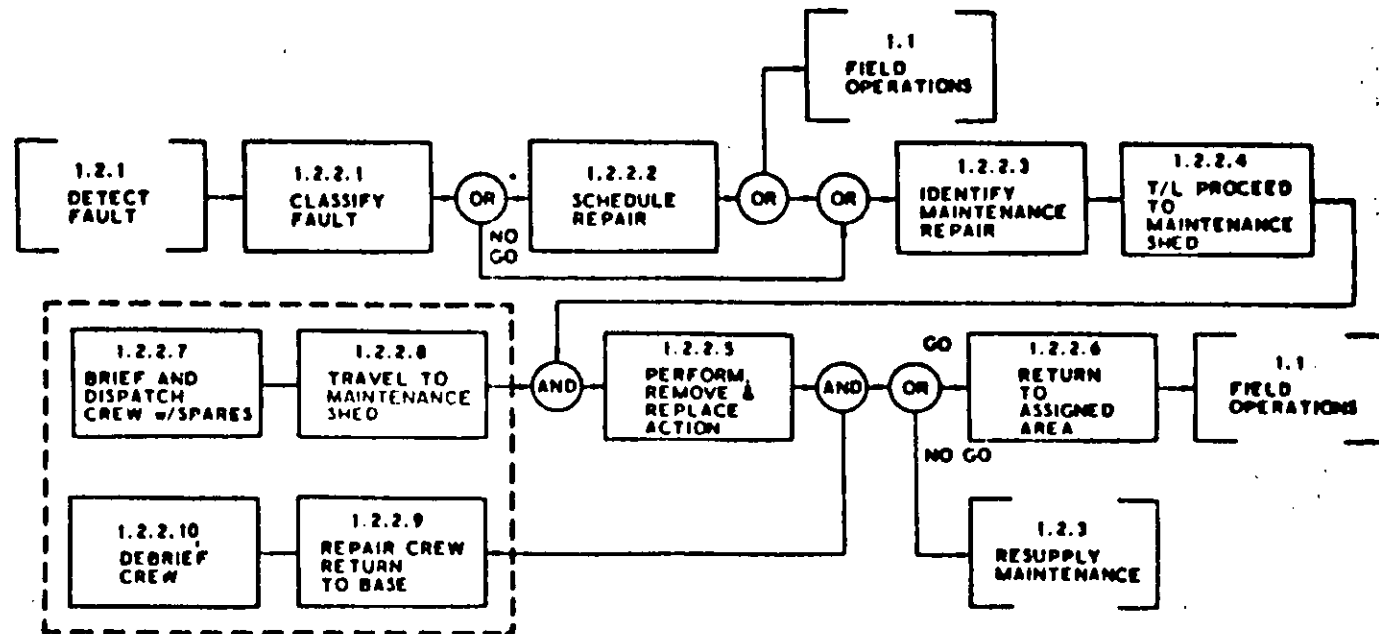 1.1
FIELD
OPERATIONS
1.2.1
DETECT
FAULT
1.2.2.1
CLASSIFY
FAULT
OR
NO
GO
1.2.2.2
SCHEDULE
REPAIR
OR
OR
1.2.2.3
IDENTIFY
MAINTENANCE
REPAIR
1.2.2.4
T/L PROCEED
TO
MAINTENANCE
SHED
1.2.2.7
BRIEF AND
DISPATCH
CREW w/SPARES
1.2.2.8
TRAVEL TO
MAINTENANCE
SHED
AND
1.2.2.5
PERFORM,
REMOVE &
REPLACE
ACTION
AND
OR
GO
NO GO
1.2.2.6
RETURN
TO
ASSIGNED
AREA
1.1
FIELD
OPERATIONS
1.2.2.10
DEBRIEF
CREW
1.2.2.9
REPAIR CREW
RETURN
TO BASE
1.2.3
RESUPPLY
MAINTENANCE